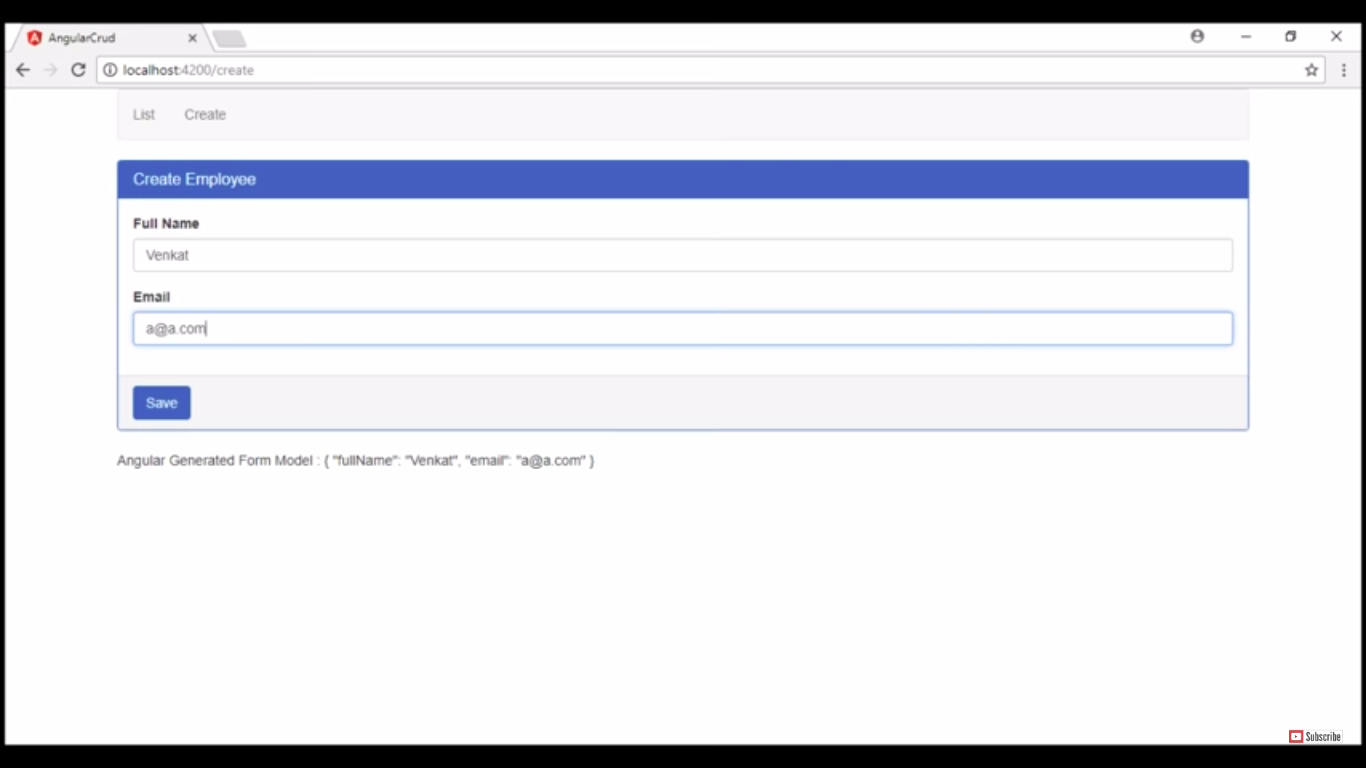 AngularCrud
localhost:4200/create
List Create
Create Employee
Full Name
Venkat
Email
a@a.com
Save
Angular Generated Form Model : { "fullName": "Venkat", "email": "a@a.com" }
Subscribe